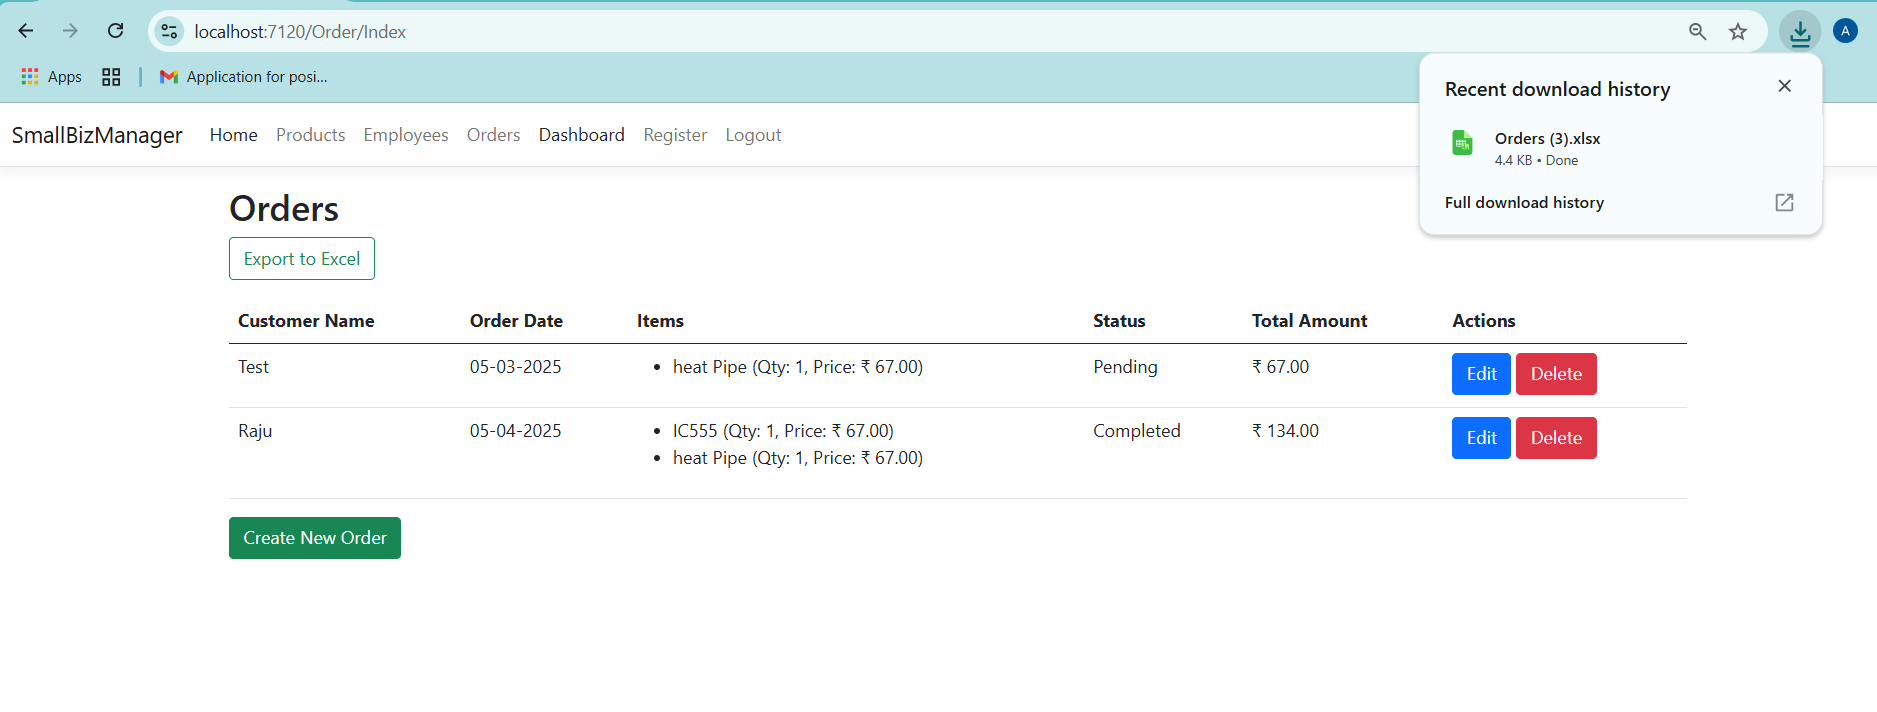 localhost:7120/Order/Index
A
Apps
Application for posi...
Recent download history
Orders (3).xlsx
4.4 KB • Done
Full download history
SmallBizManager Home Products Employees Orders Dashboard Register Logout
Orders
Export to Excel
Customer Name Order Date Items Status Total Amount Actions
Test 05-03-2025 • heat Pipe (Qty: 1, Price: ₹ 67.00) Pending ₹ 67.00 Edit Delete
Raju 05-04-2025 • IC555 (Qty: 1, Price: ₹ 67.00) Completed ₹ 134.00 Edit Delete
• heat Pipe (Qty: 1, Price: ₹ 67.00)
Create New Order